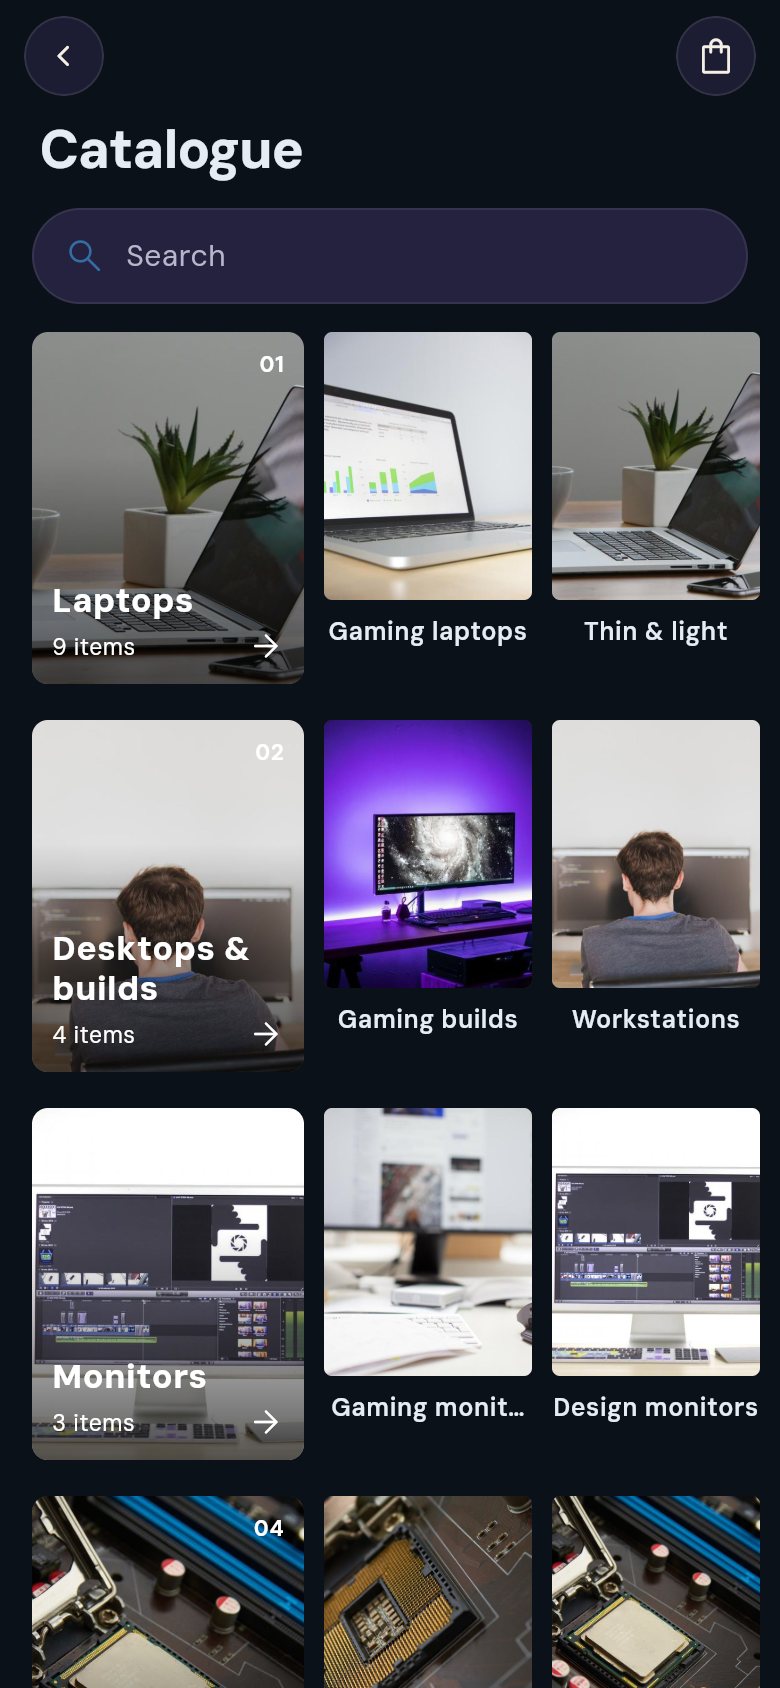 Catalogue
Search
01
Laptops
9 items
Gaming laptops
Thin & light
02
Desktops &
builds
4 items
Gaming builds
Workstations
Monitors
3 items
Gaming monit...
Design monitors
04